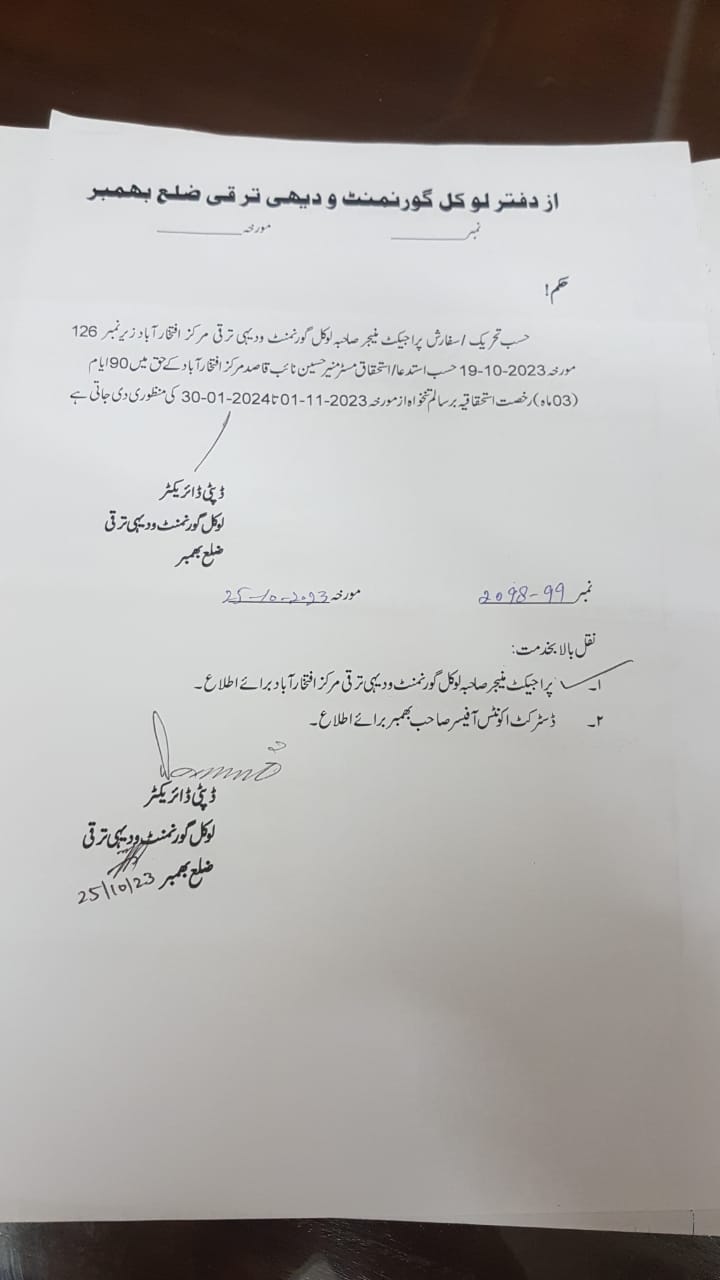 از دفتر لوکل گورنمنٹ و دیهی ترقی ضلع بهمبر
نمبر__________ مورخہ__________
حکم!
حسب تحریک / سفارش پراجیکٹ منیجر صاحبہ لوکل گورنمنٹ و دیہی ترقی مرکز افتخار آباد زیر نمبر 126
مورخہ 19-10-2023 حسب استدعا/استحقاق مسٹر منیر حسین نائب قاصد مرکز افتخار آباد کے حق میں 90 ایام
(03 ماہ) رخصت استحقاقیہ بر سالم تنخواہ از مورخہ 01-11-2023 تا 30-01-2024 کی منظوری دی جاتی ہے
ڈپٹی ڈائریکٹر
لوکل گورنمنٹ و دیہی ترقی
ضلع بھمبر
نمبر 2098-99 مورخہ 25-10-2023
نقل بالا بخدمت:
۱۔ پراجیکٹ منیجر صاحبہ لوکل گورنمنٹ و دیہی ترقی مرکز افتخار آباد برائے اطلاع۔
۲۔ ڈسٹرکٹ اکونٹس آفیسر صاحب بھمبر برائے اطلاع۔
ڈپٹی ڈائریکٹر
لوکل گورنمنٹ و دیہی ترقی
ضلع بھمبر
25/10/23